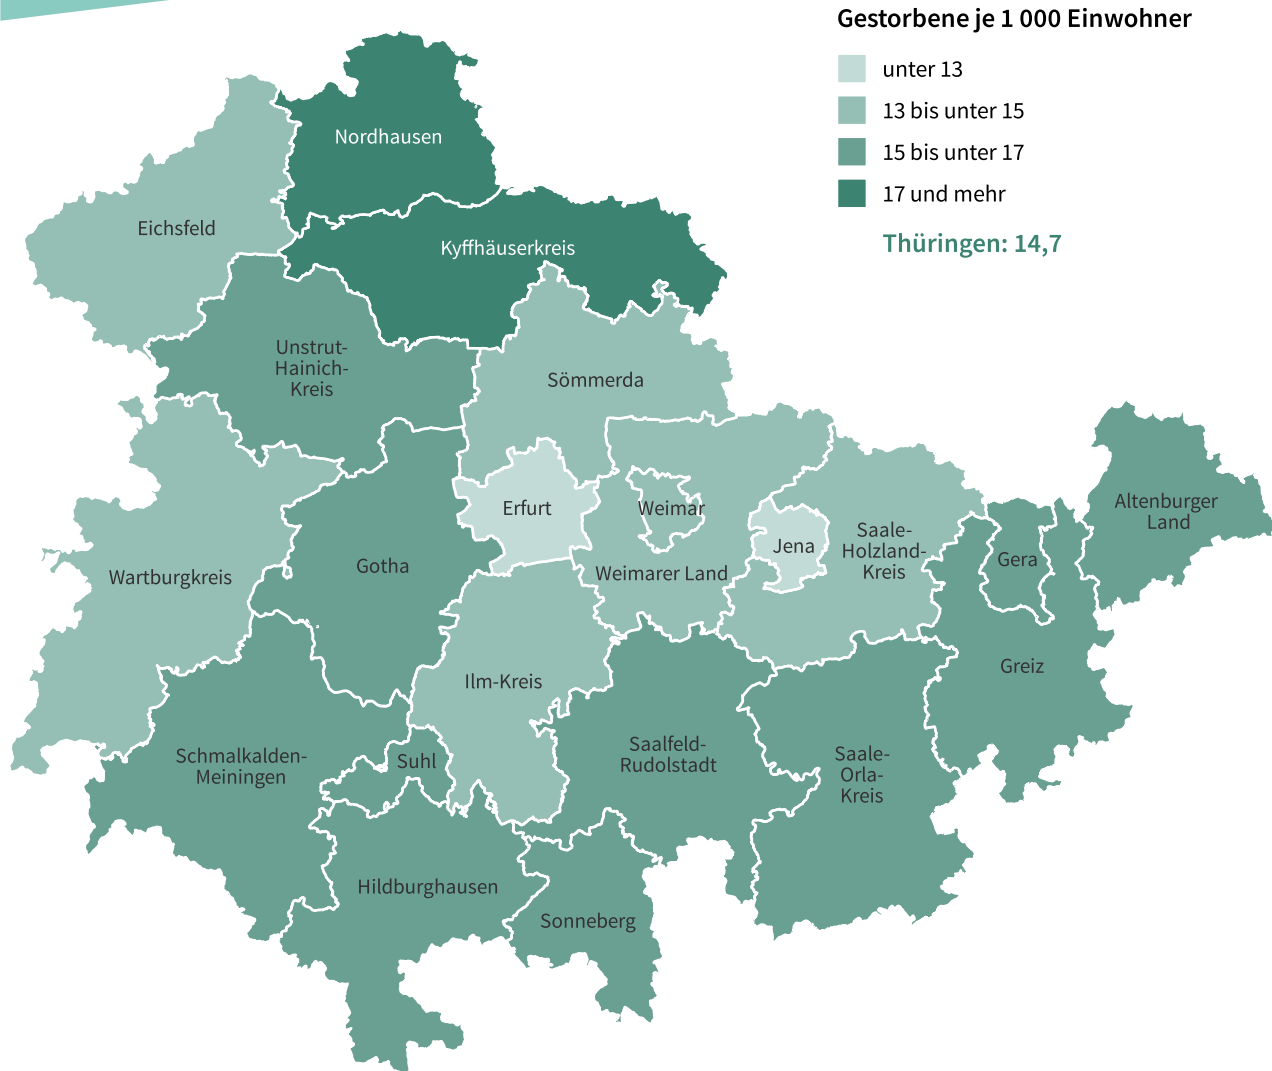 Gestorbene je 1 000 Einwohner
unter 13
13 bis unter 15
15 bis unter 17
17 und mehr
Thüringen: 14,7
Nordhausen
Eichsfeld
Kyffhäuserkreis
Unstrut-
Hainich-
Kreis
Sömmerda
Erfurt
Weimar
Jena
Saale-
Holzland-
Kreis
Altenburger
Land
Gera
Wartburgkreis
Gotha
Weimarer Land
Greiz
Ilm-Kreis
Schmalkalden-
Meiningen
Suhl
Saalfeld-
Rudolstadt
Saale-
Orla-
Kreis
Hildburghausen
Sonneberg